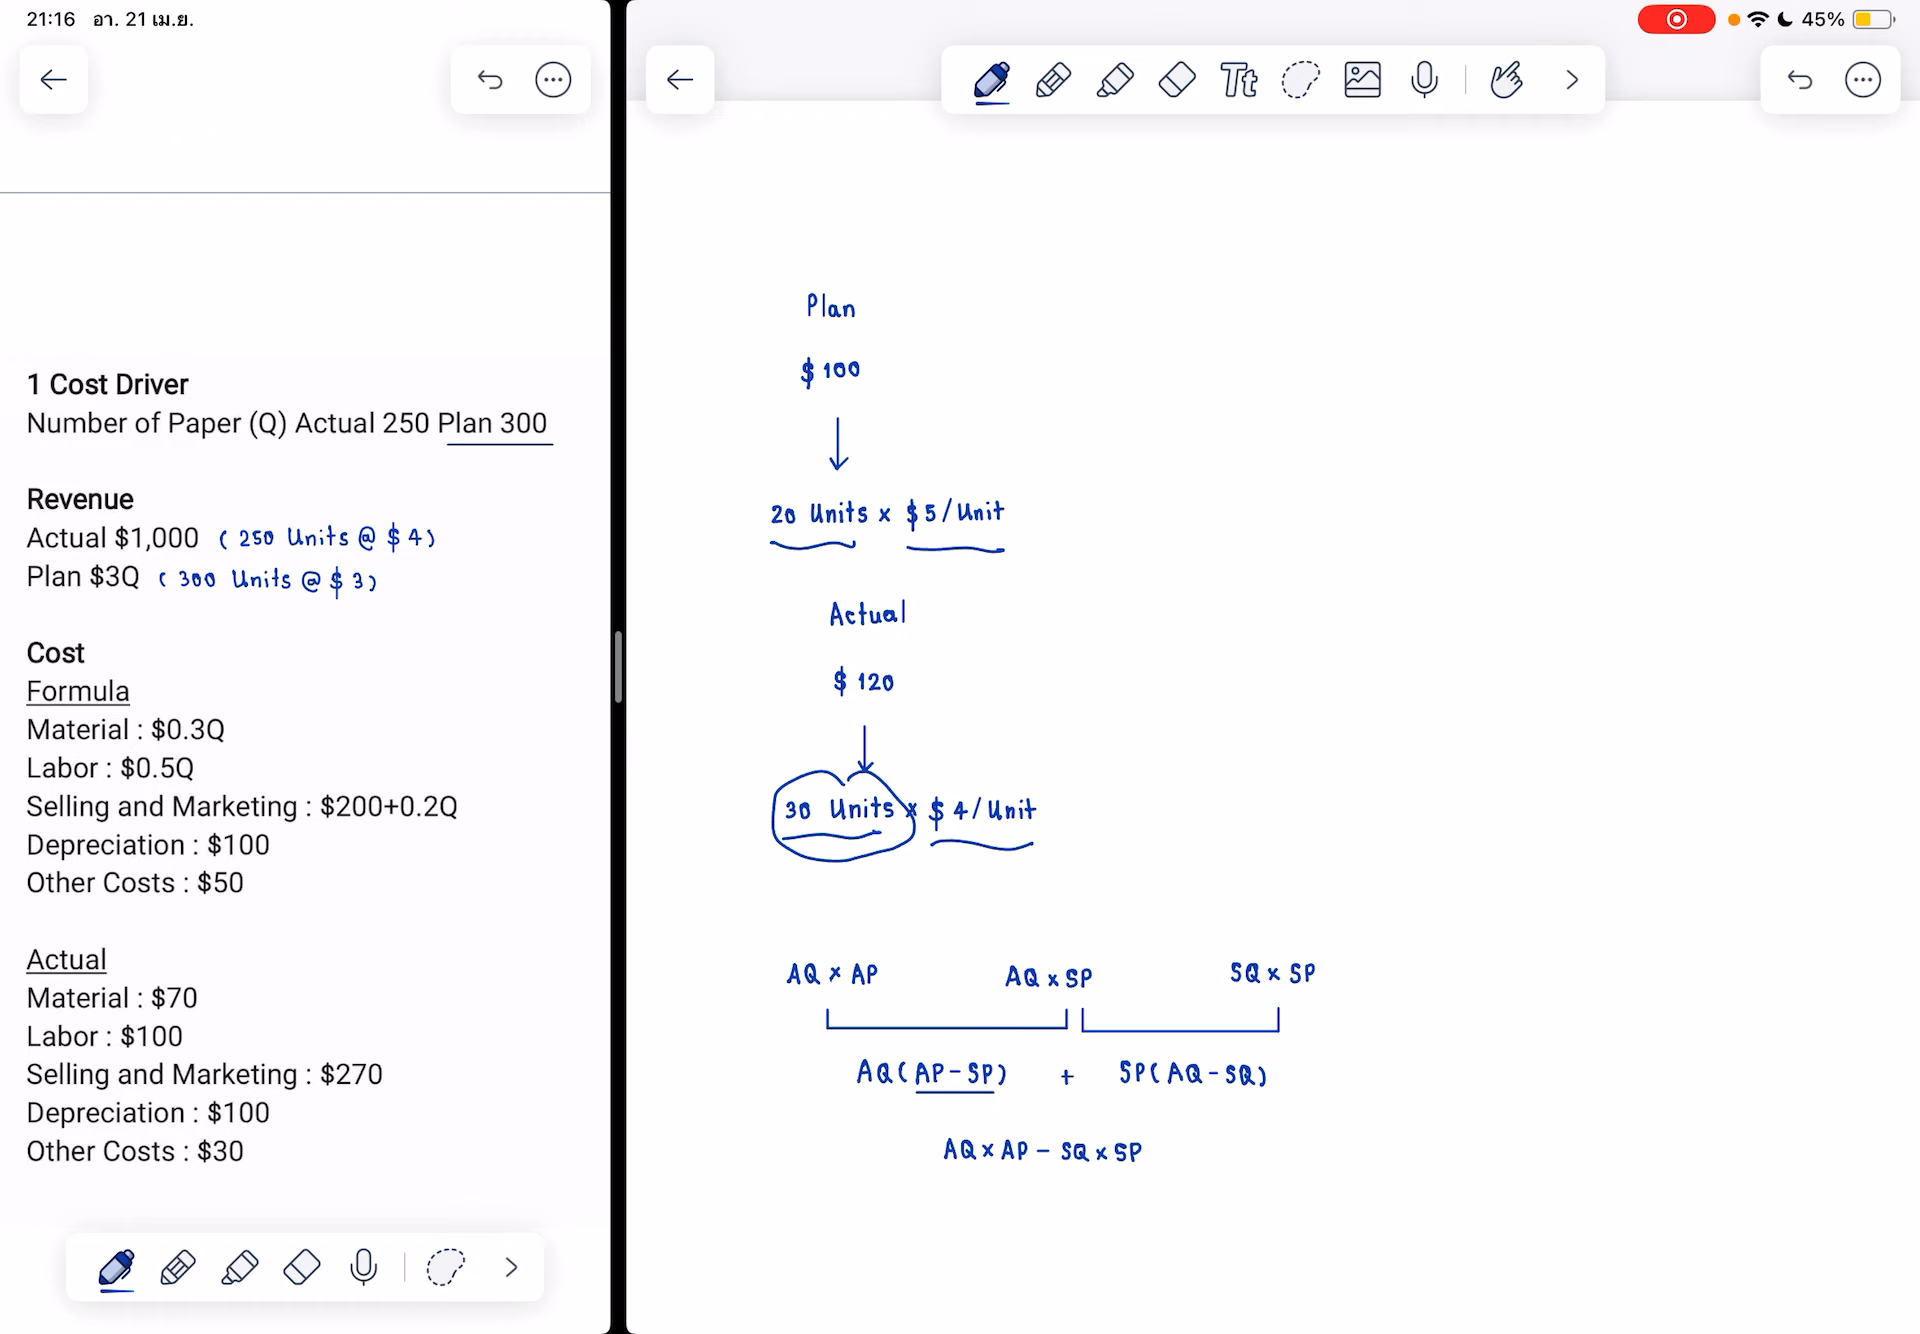 21:16 อา. 21 เม.ย.
45%
1 Cost Driver
Number of Paper (Q) Actual 250 Plan 300
Revenue
Actual $1,000 ( 250 Units @ $ 4 )
Plan $3Q ( 300 Units @ $ 3 )
Cost
Formula
Material : $0.3Q
Labor : $0.5Q
Selling and Marketing : $200+0.2Q
Depreciation : $100
Other Costs : $50
Actual
Material : $70
Labor : $100
Selling and Marketing : $270
Depreciation : $100
Other Costs : $30
Tt
Plan
$ 100
20 Units × $ 5 / Unit
Actual
$ 120
30 Units × $ 4 / Unit
AQ × AP AQ × SP SQ × SP
AQ ( AP - SP ) + SP ( AQ - SQ )
AQ × AP - SQ × SP